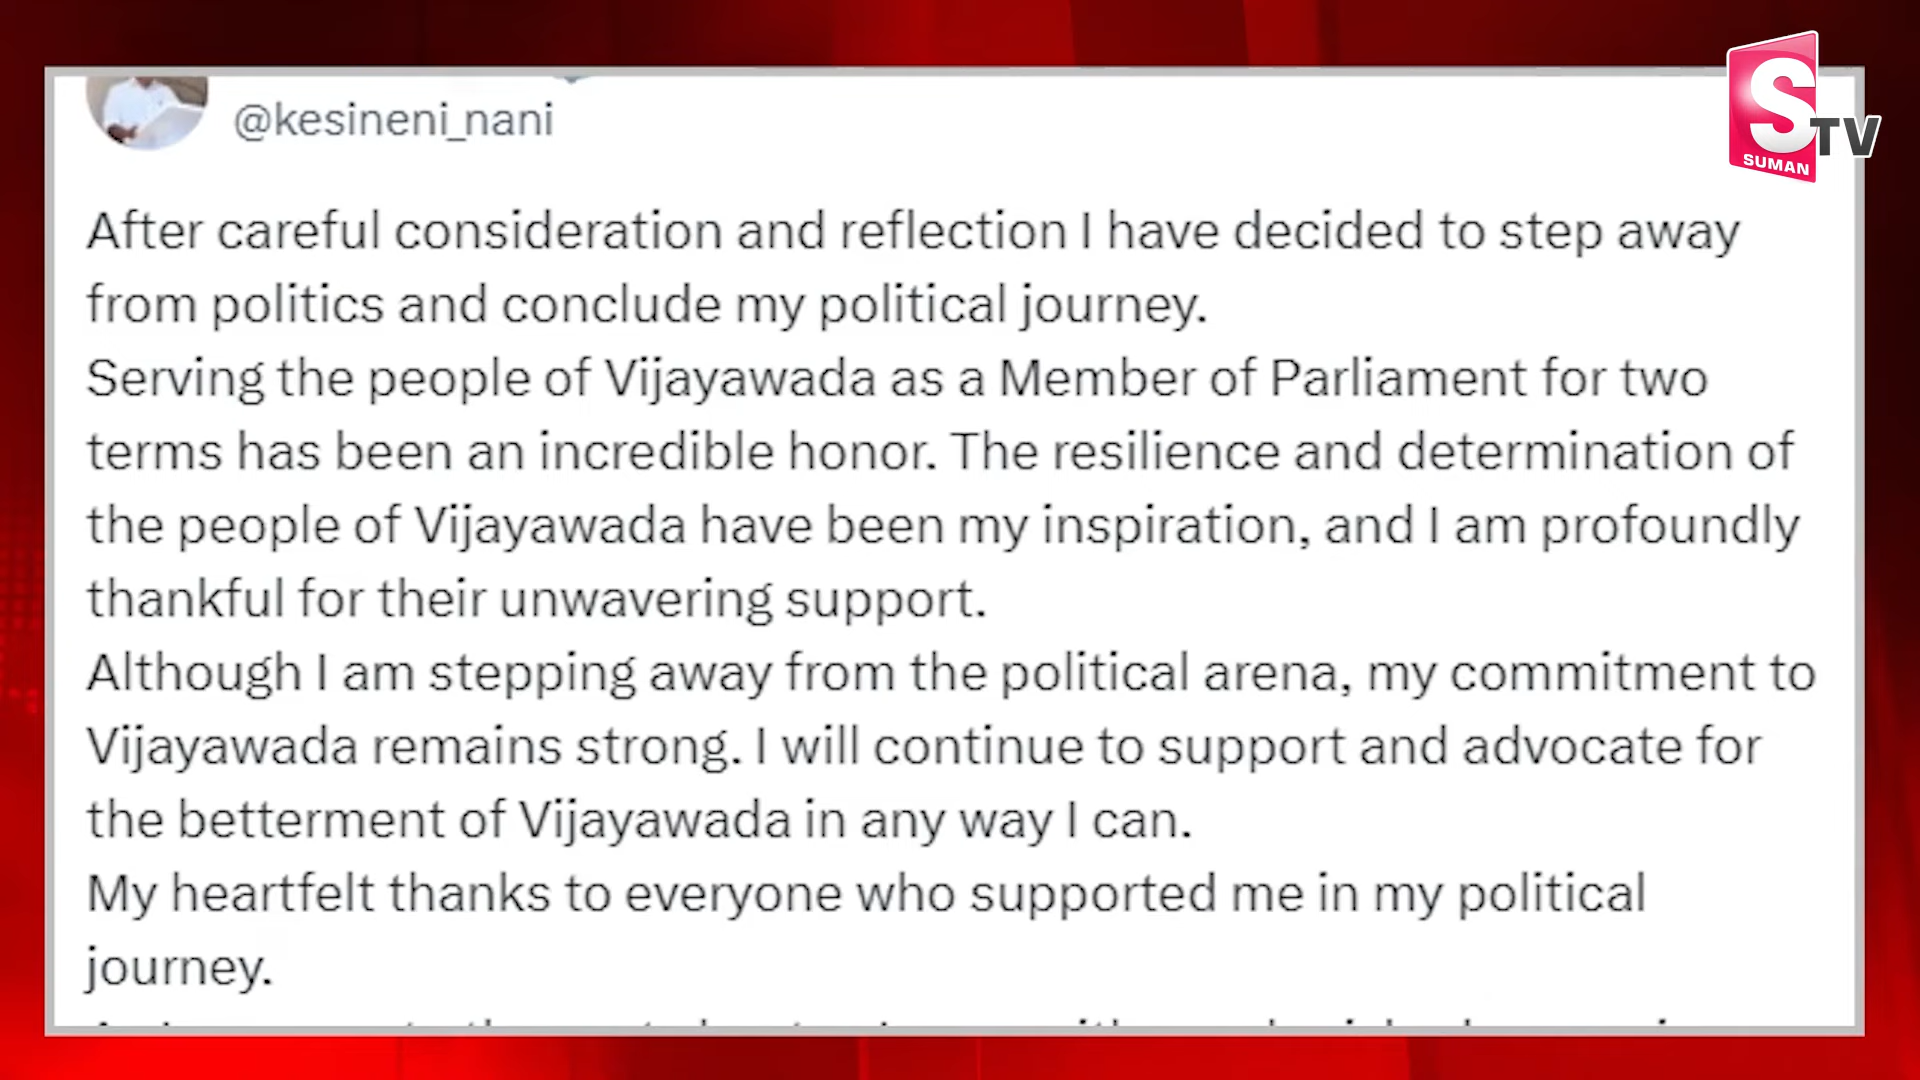 @kesineni_nani
S
TV
SUMAN
After careful consideration and reflection I have decided to step away
from politics and conclude my political journey.
Serving the people of Vijayawada as a Member of Parliament for two
terms has been an incredible honor. The resilience and determination of
the people of Vijayawada have been my inspiration, and I am profoundly
thankful for their unwavering support.
Although I am stepping away from the political arena, my commitment to
Vijayawada remains strong. I will continue to support and advocate for
the betterment of Vijayawada in any way I can.
My heartfelt thanks to everyone who supported me in my political
journey.